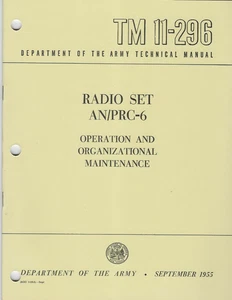 TM 11-296
DEPARTMENT OF THE ARMY TECHNICAL MANUAL
RADIO SET
AN/PRC-6
OPERATION AND
ORGANIZATIONAL
MAINTENANCE
DEPARTMENT OF THE ARMY • SEPTEMBER 1955